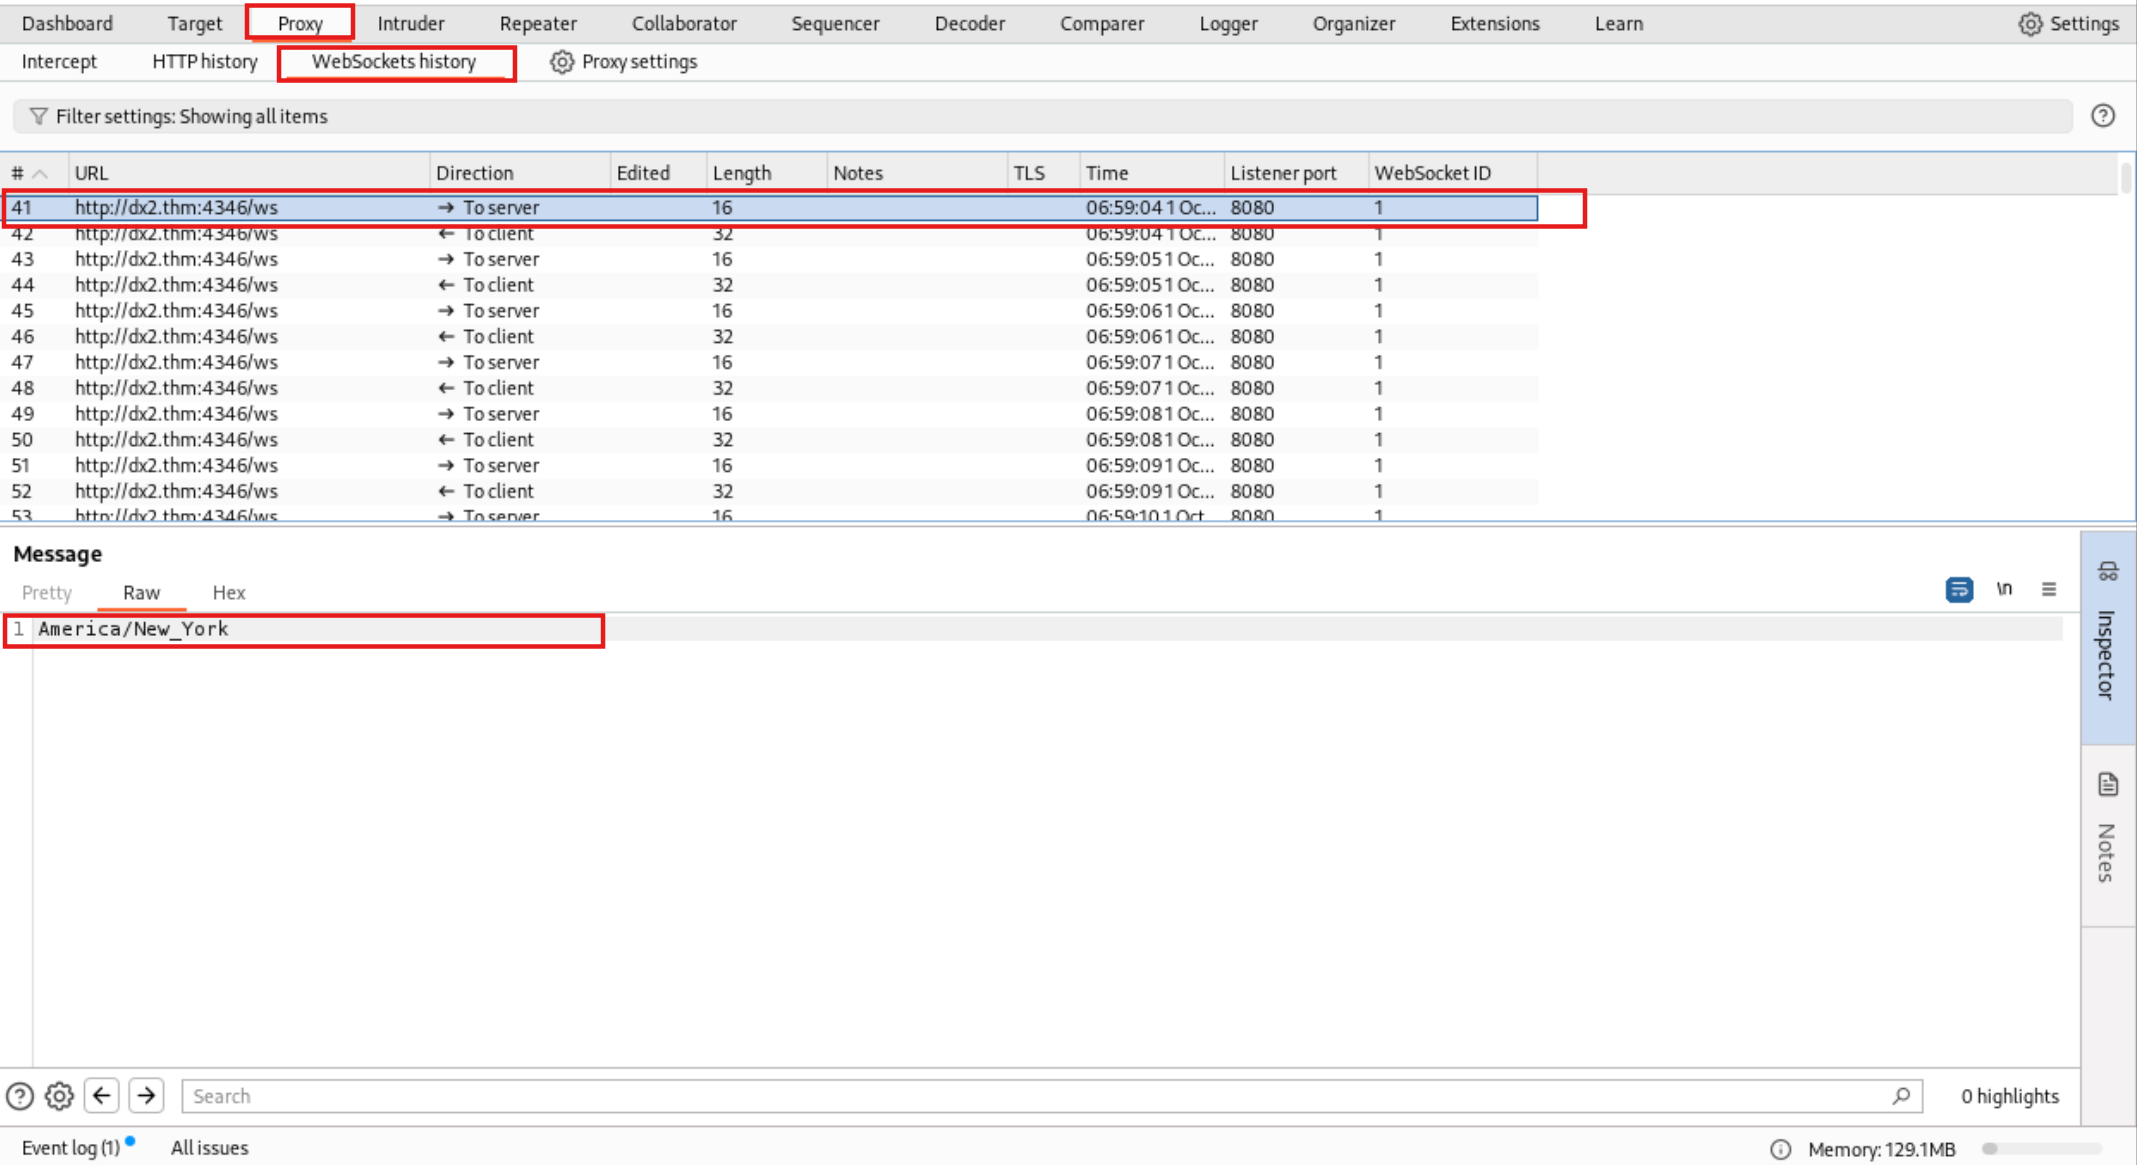 Dashboard Target Proxy Intruder Repeater Collaborator Sequencer Decoder Comparer Logger Organizer Extensions Learn Settings
Intercept HTTP history WebSockets history Proxy settings
Filter settings: Showing all items
# URL Direction Edited Length Notes TLS Time Listener port WebSocket ID
41 http://dx2.thm:4346/ws → To server 16 06:59:04 1 Oc... 8080 1
42 http://dx2.thm:4346/ws ← To client 32 06:59:04 1 Oc... 8080 1
43 http://dx2.thm:4346/ws → To server 16 06:59:05 1 Oc... 8080 1
44 http://dx2.thm:4346/ws ← To client 32 06:59:05 1 Oc... 8080 1
45 http://dx2.thm:4346/ws → To server 16 06:59:06 1 Oc... 8080 1
46 http://dx2.thm:4346/ws ← To client 32 06:59:06 1 Oc... 8080 1
47 http://dx2.thm:4346/ws → To server 16 06:59:07 1 Oc... 8080 1
48 http://dx2.thm:4346/ws ← To client 32 06:59:07 1 Oc... 8080 1
49 http://dx2.thm:4346/ws → To server 16 06:59:08 1 Oc... 8080 1
50 http://dx2.thm:4346/ws ← To client 32 06:59:08 1 Oc... 8080 1
51 http://dx2.thm:4346/ws → To server 16 06:59:09 1 Oc... 8080 1
52 http://dx2.thm:4346/ws ← To client 32 06:59:09 1 Oc... 8080 1
53 http://dx2.thm:4346/ws → To server 16 06:59:10 1 Oct 8080 1
Message
Pretty Raw Hex \n
1 America/New_York
Inspector
Notes
Search 0 highlights
Event log (1) All issues Memory: 129.1MB